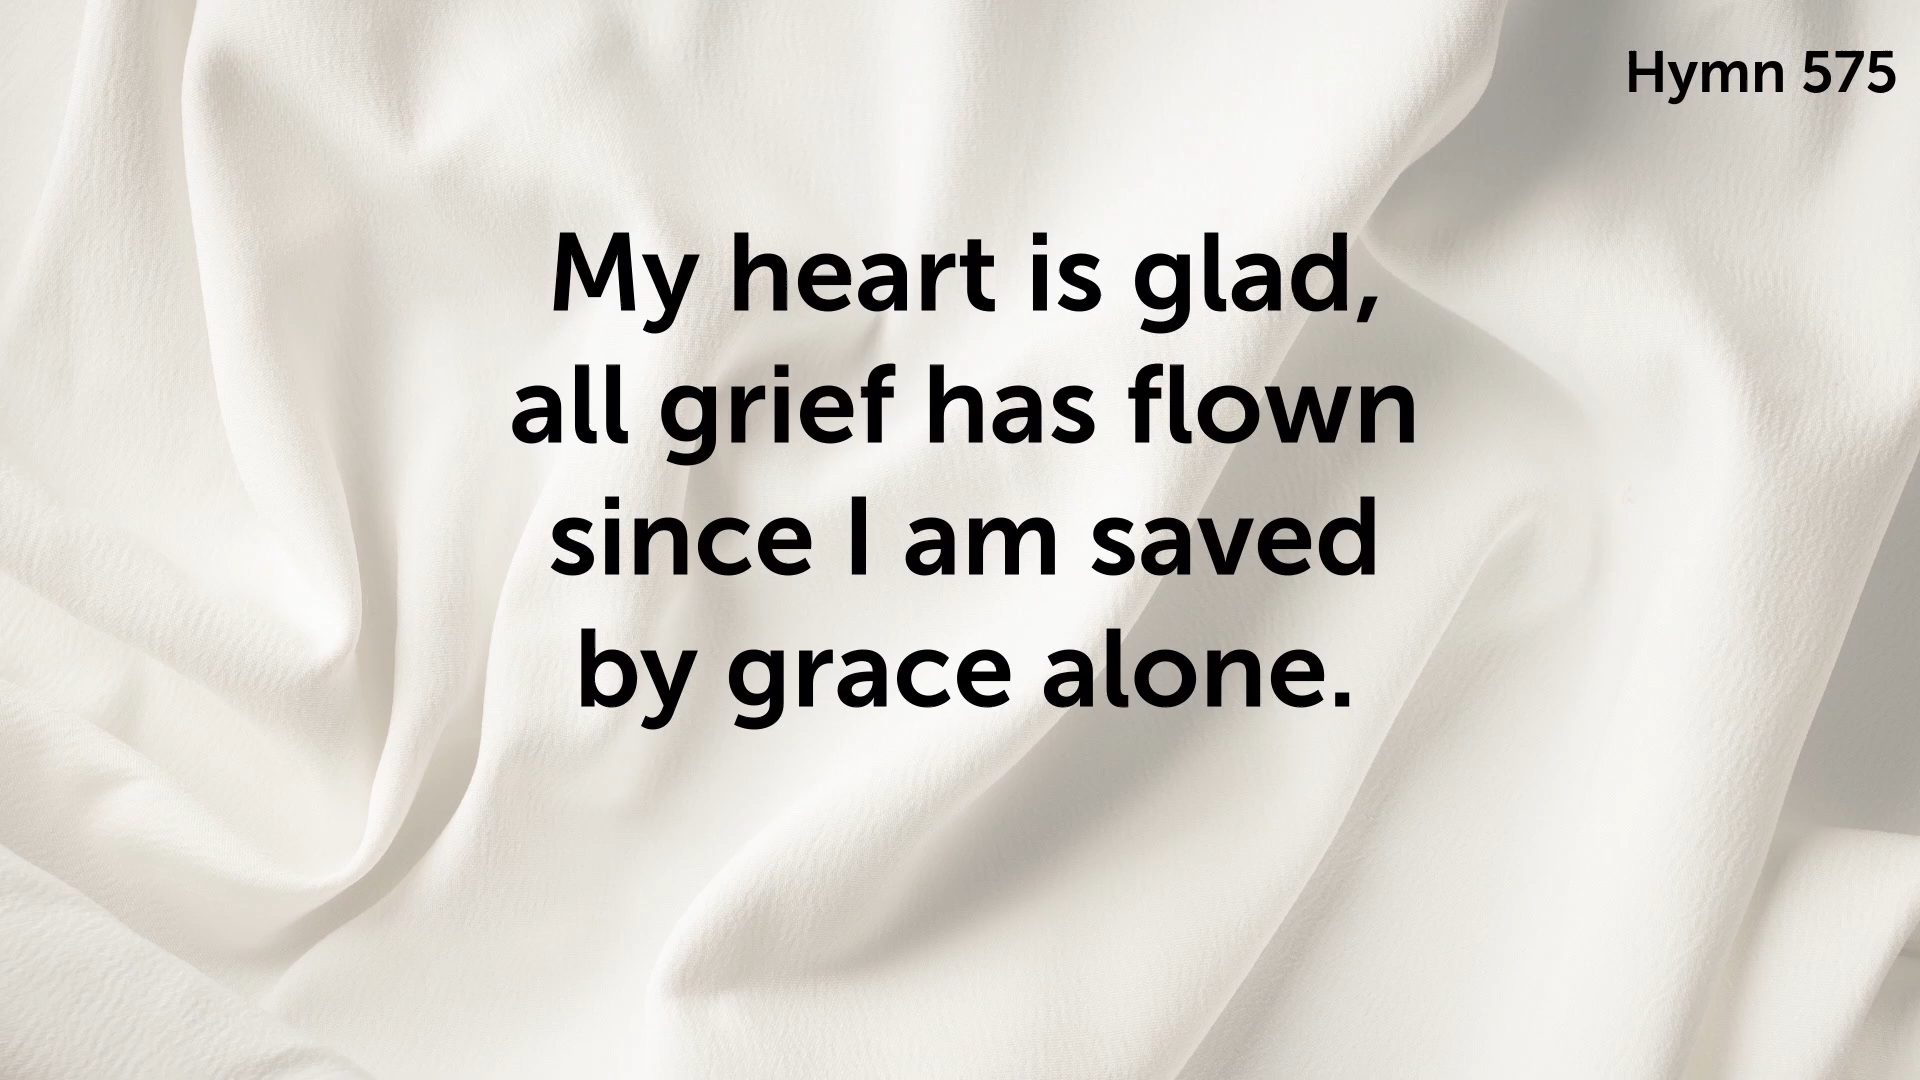 Hymn 575
My heart is glad,
all grief has flown
since I am saved
by grace alone.